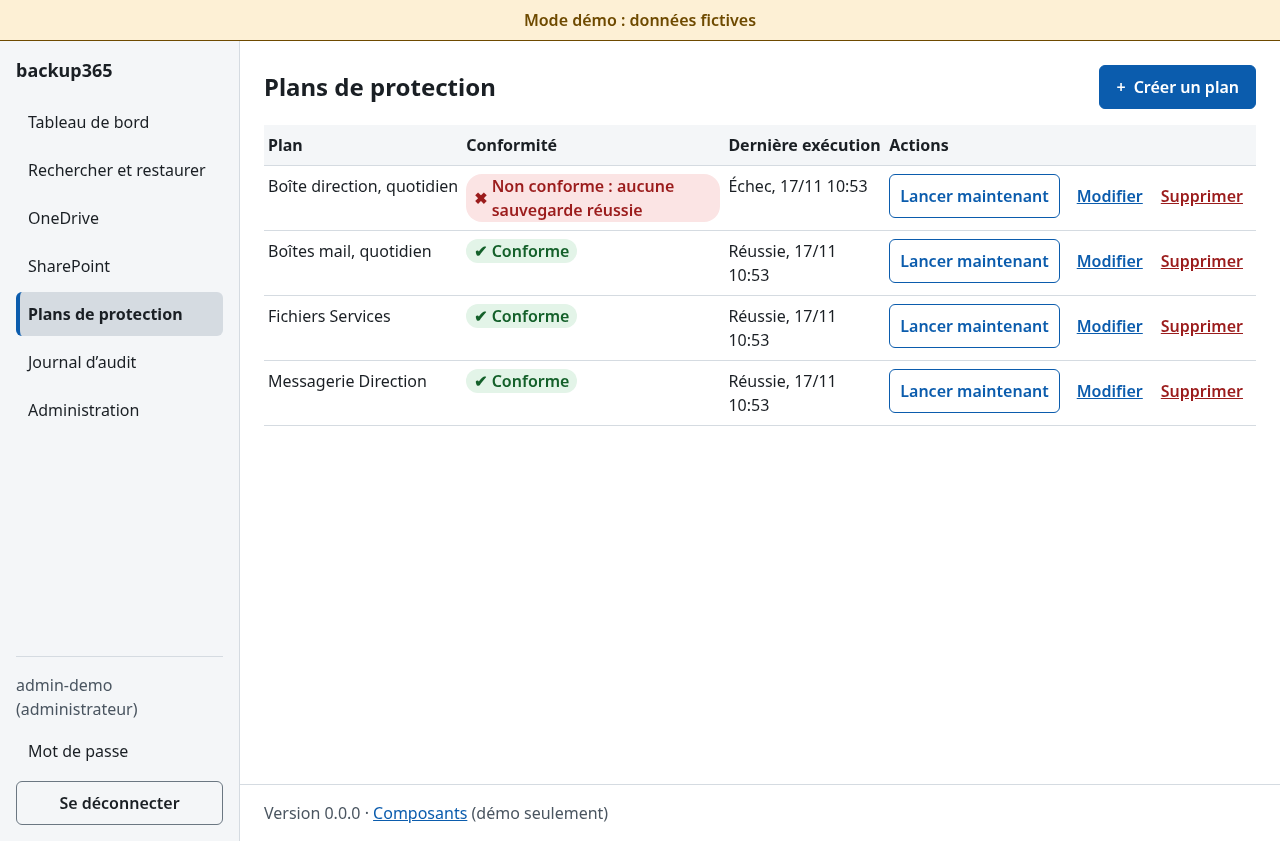 Mode démo : données fictives
backup365
Tableau de bord
Rechercher et restaurer
OneDrive
SharePoint
Plans de protection
Journal d’audit
Administration
admin-demo
(administrateur)
Mot de passe
Se déconnecter
Plans de protection
+ Créer un plan
Plan Conformité Dernière exécution Actions
Boîte direction, quotidien ✖ Non conforme : aucune sauvegarde réussie Échec, 17/11 10:53 Lancer maintenant Modifier Supprimer
Boîtes mail, quotidien ✔ Conforme Réussie, 17/11 10:53 Lancer maintenant Modifier Supprimer
Fichiers Services ✔ Conforme Réussie, 17/11 10:53 Lancer maintenant Modifier Supprimer
Messagerie Direction ✔ Conforme Réussie, 17/11 10:53 Lancer maintenant Modifier Supprimer
Version 0.0.0 · Composants (démo seulement)